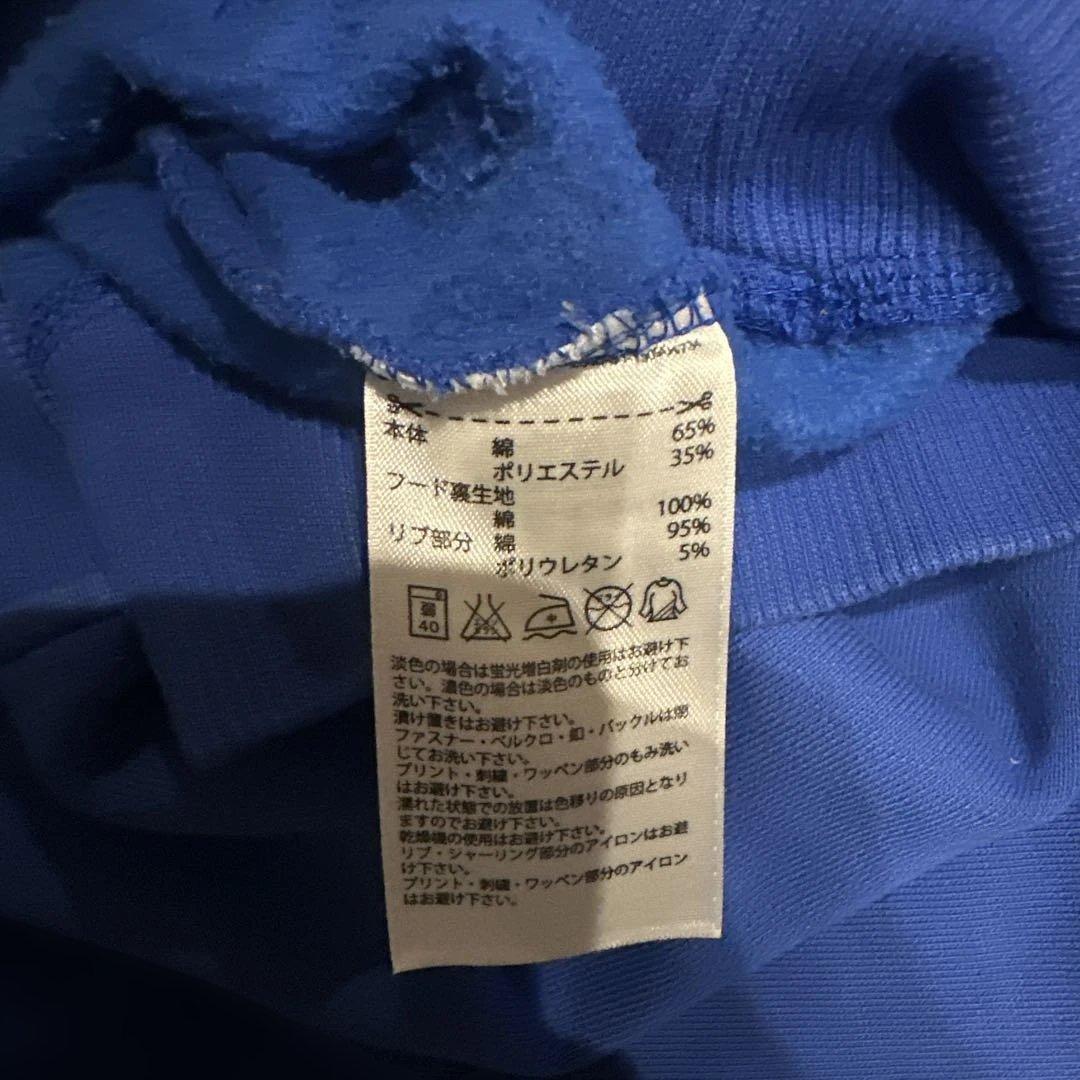 本体 綿 65%
ポリエステル 35%
フード裏生地
綿 100%
リブ部分 綿 95%
ポリウレタン 5%
弱
40
淡色の場合は蛍光増白剤の使用はお避け下
さい。濃色の場合は淡色のものと分けてお
洗い下さい。
漬け置きはお避け下さい。
ファスナー・ベルクロ・釦・バックルは閉
じてお洗い下さい。
プリント・刺繍・ワッペン部分のもみ洗い
はお避け下さい。
濡れた状態での放置は色移りの原因となり
ますのでお避け下さい。
乾燥機の使用はお避け下さい。
リブ・シャーリング部分のアイロンはお避
け下さい。
プリント・刺繍・ワッペン部分のアイロン
はお避け下さい。